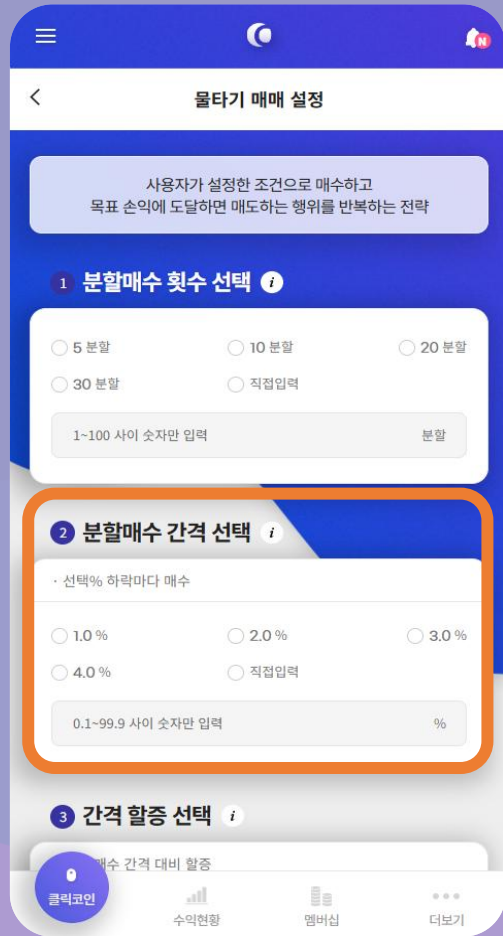 N
물타기 매매 설정
사용자가 설정한 조건으로 매수하고
목표 손익에 도달하면 매도하는 행위를 반복하는 전략
1 분할매수 횟수 선택 i
5 분할 10 분할 20 분할
30 분할 직접입력
1~100 사이 숫자만 입력 분할
2 분할매수 간격 선택 i
· 선택% 하락마다 매수
1.0 % 2.0 % 3.0 %
4.0 % 직접입력
0.1~99.9 사이 숫자만 입력 %
3 간격 할증 선택 i
간격 대비 할증
클릭코인 수익현황 멤버십 더보기